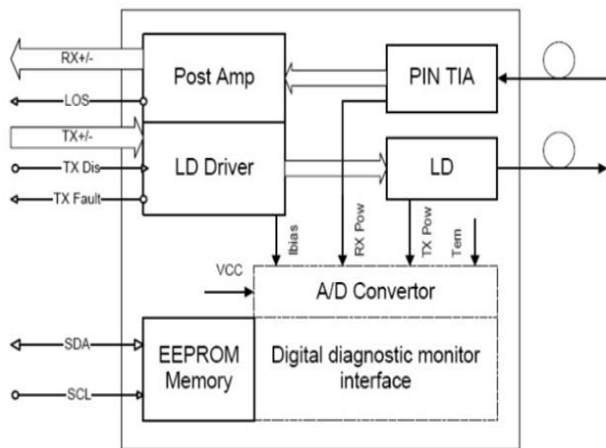 RX+/-
Post Amp
PIN TIA
LOS
TX+/-
TX Dis
LD Driver
LD
TX Fault
Ibias
RX Pow
TX Pow
Tem
VCC
A/D Convertor
SDA
EEPROM
Memory
Digital diagnostic monitor
interface
SCL